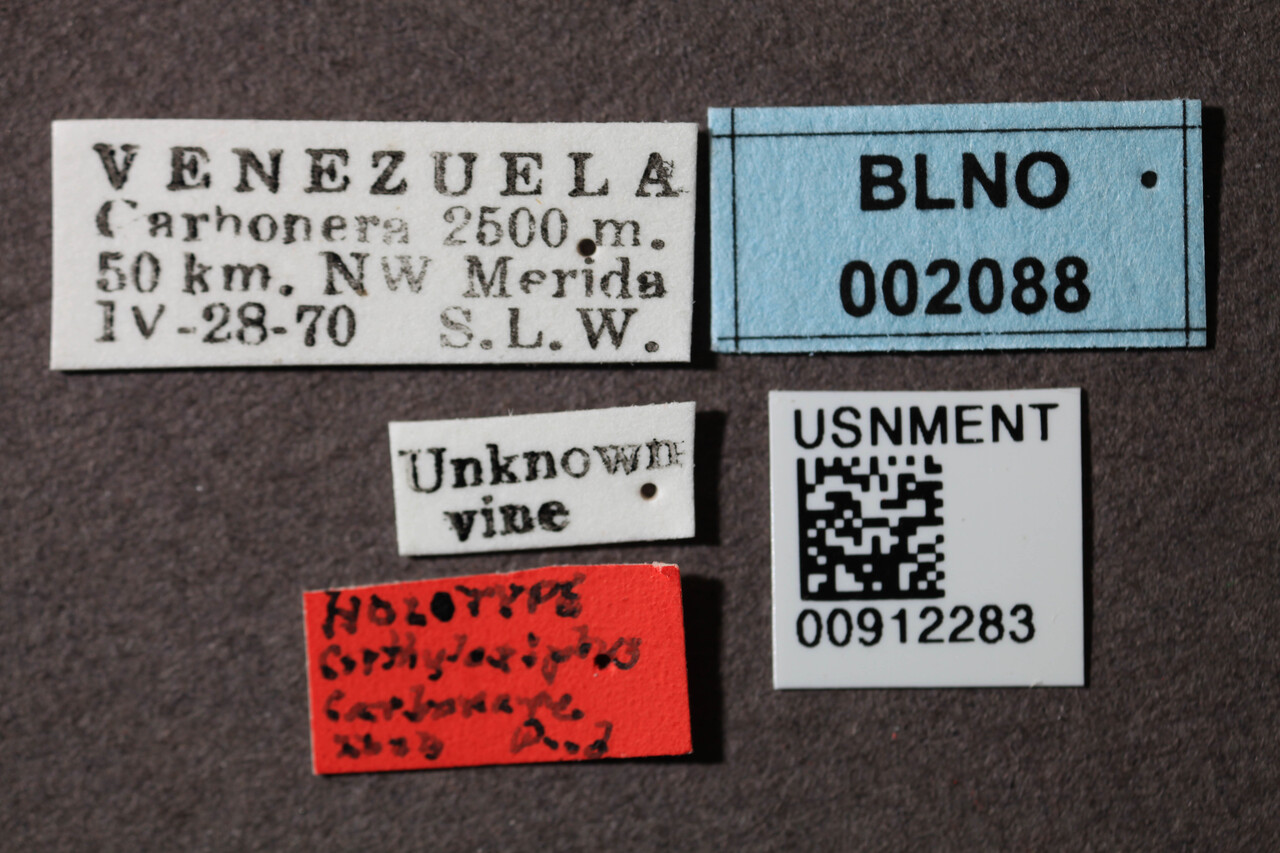 VENEZUELA
Carbonera 2500 m.
50 km. NW Merida
IV-28-70 S.L.W.
BLNO
002088
Unknown
vine
USNMENT
00912283
HOLOTYPE